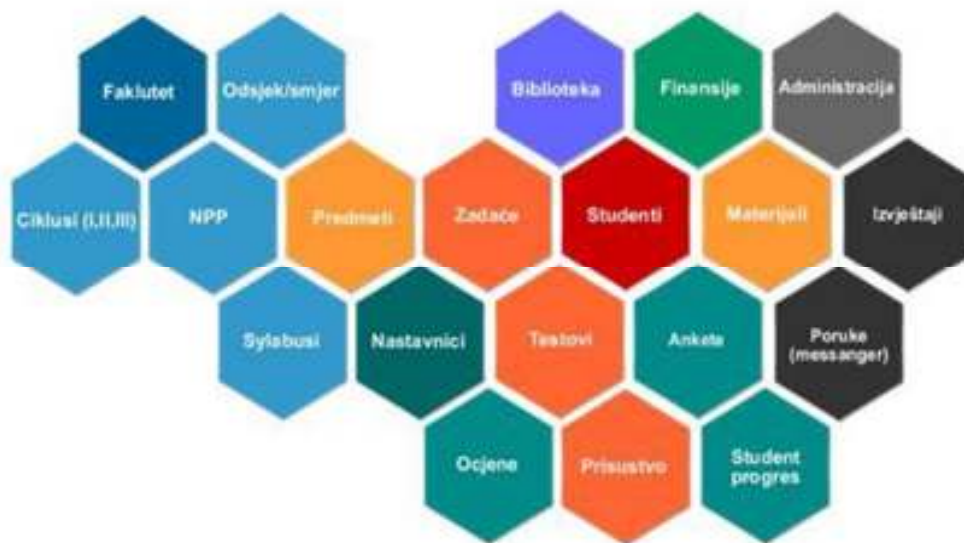 Faklutet
Odsjek/smjer
Biblioteka
Finansije
Administracija
Ciklusi (I,II,III)
NPP
Predmeti
Zadaće
Studenti
Materijali
Izvještaji
Sylabusi
Nastavnici
Testovi
Ankete
Poruke
(messanger)
Ocjene
Prisustvo
Student
progres